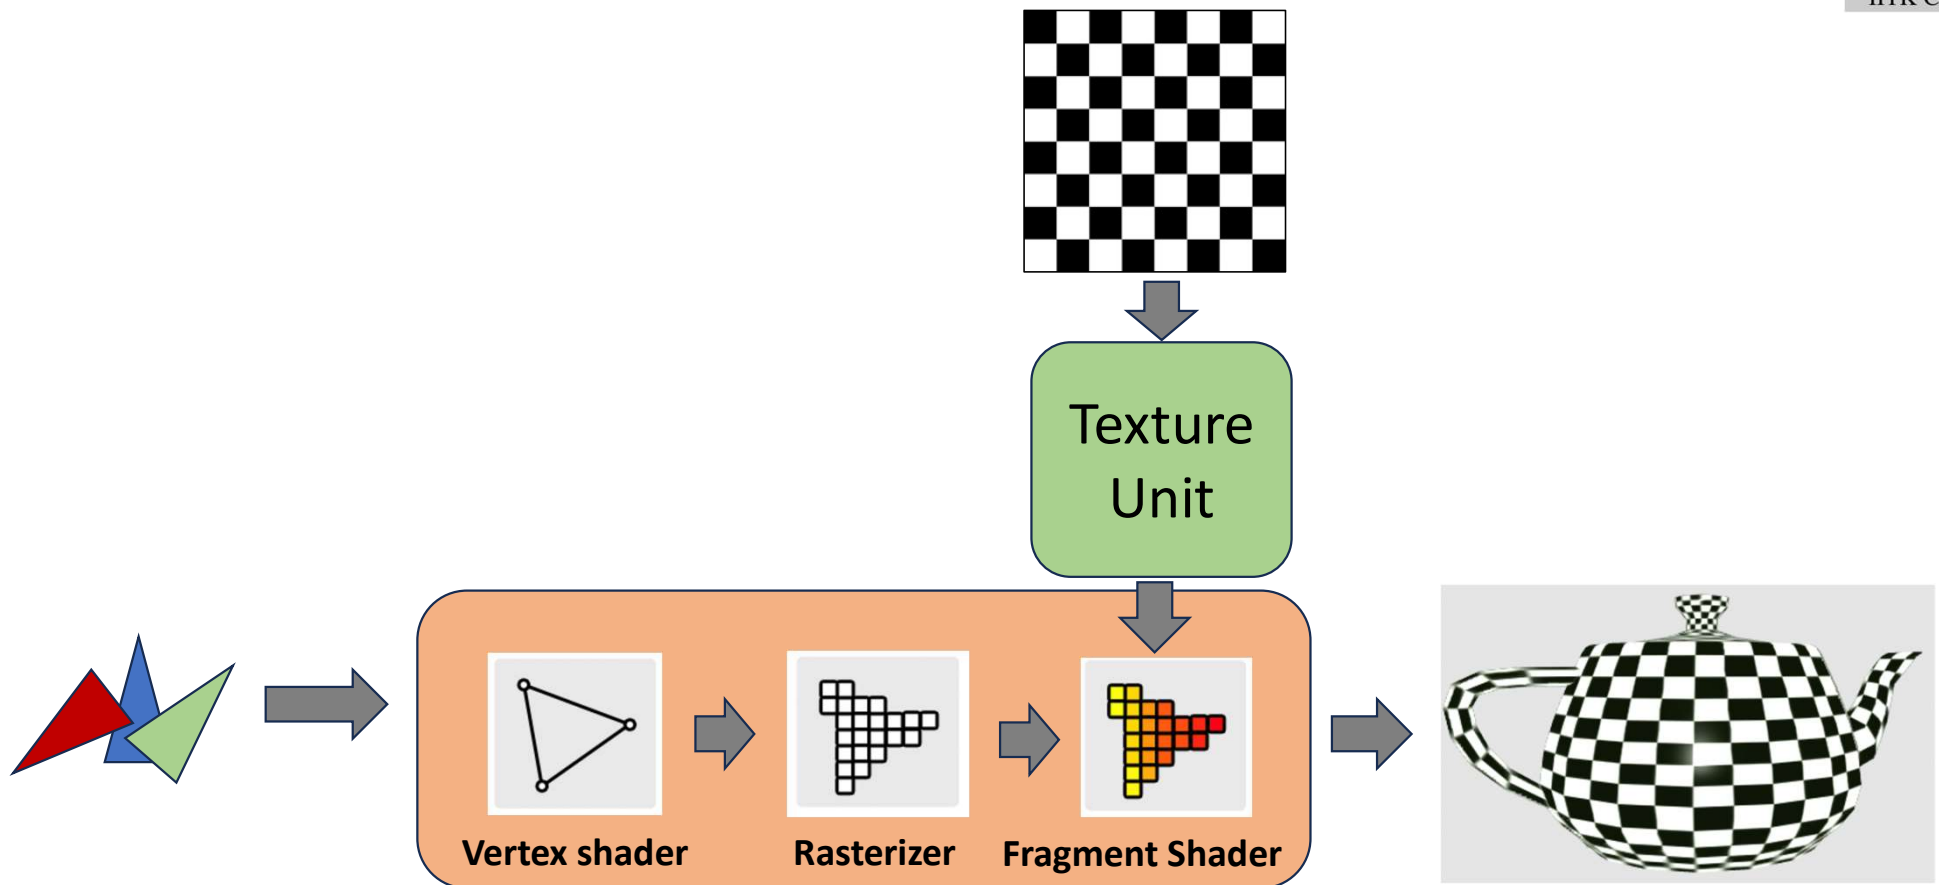 Texture
Unit
Vertex shader
Rasterizer
Fragment Shader